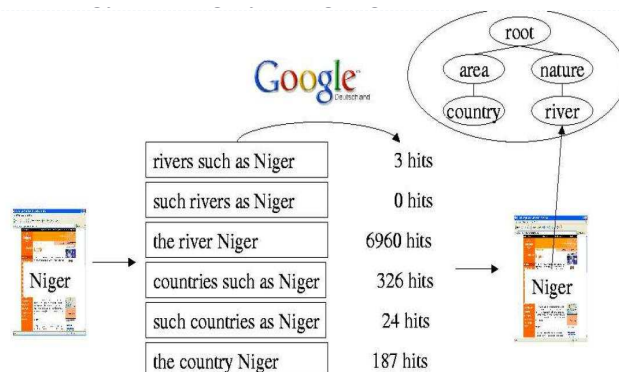 root
Google
Deutschland
area nature
country river
rivers such as Niger 3 hits
such rivers as Niger 0 hits
the river Niger 6960 hits
Niger
countries such as Niger 326 hits
Niger
such countries as Niger 24 hits
the country Niger 187 hits